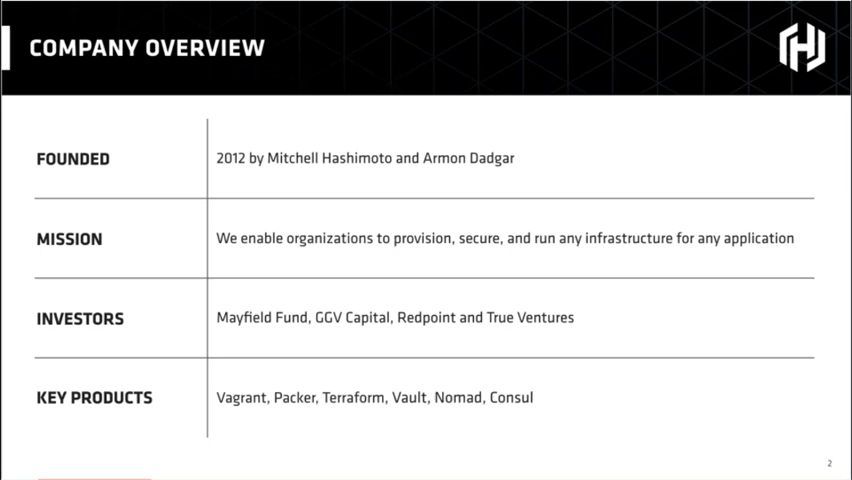 COMPANY OVERVIEW
FOUNDED
2012 by Mitchell Hashimoto and Armon Dadgar
MISSION
We enable organizations to provision, secure, and run any infrastructure for any application
INVESTORS
Mayfield Fund, GGV Capital, Redpoint and True Ventures
KEY PRODUCTS
Vagrant, Packer, Terraform, Vault, Nomad, Consul
2